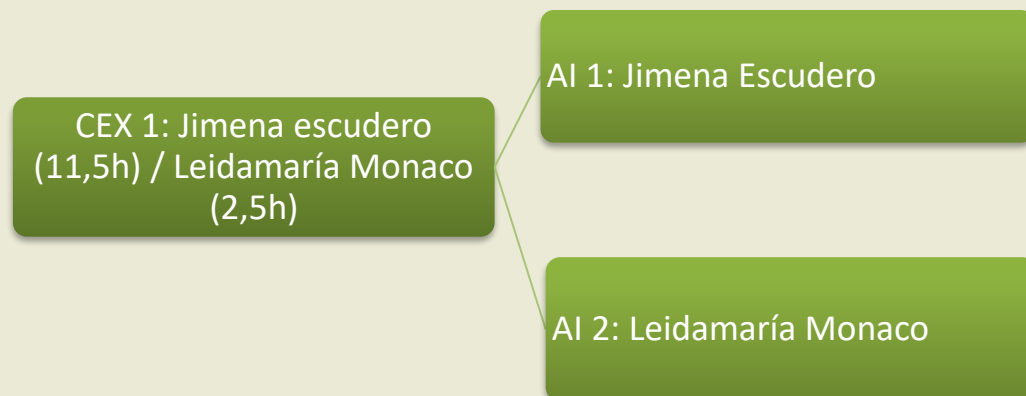 CEX 1: Jimena escudero
(11,5h) / Leidamaría Monaco
(2,5h)
AI 1: Jimena Escudero
AI 2: Leidamaría Monaco